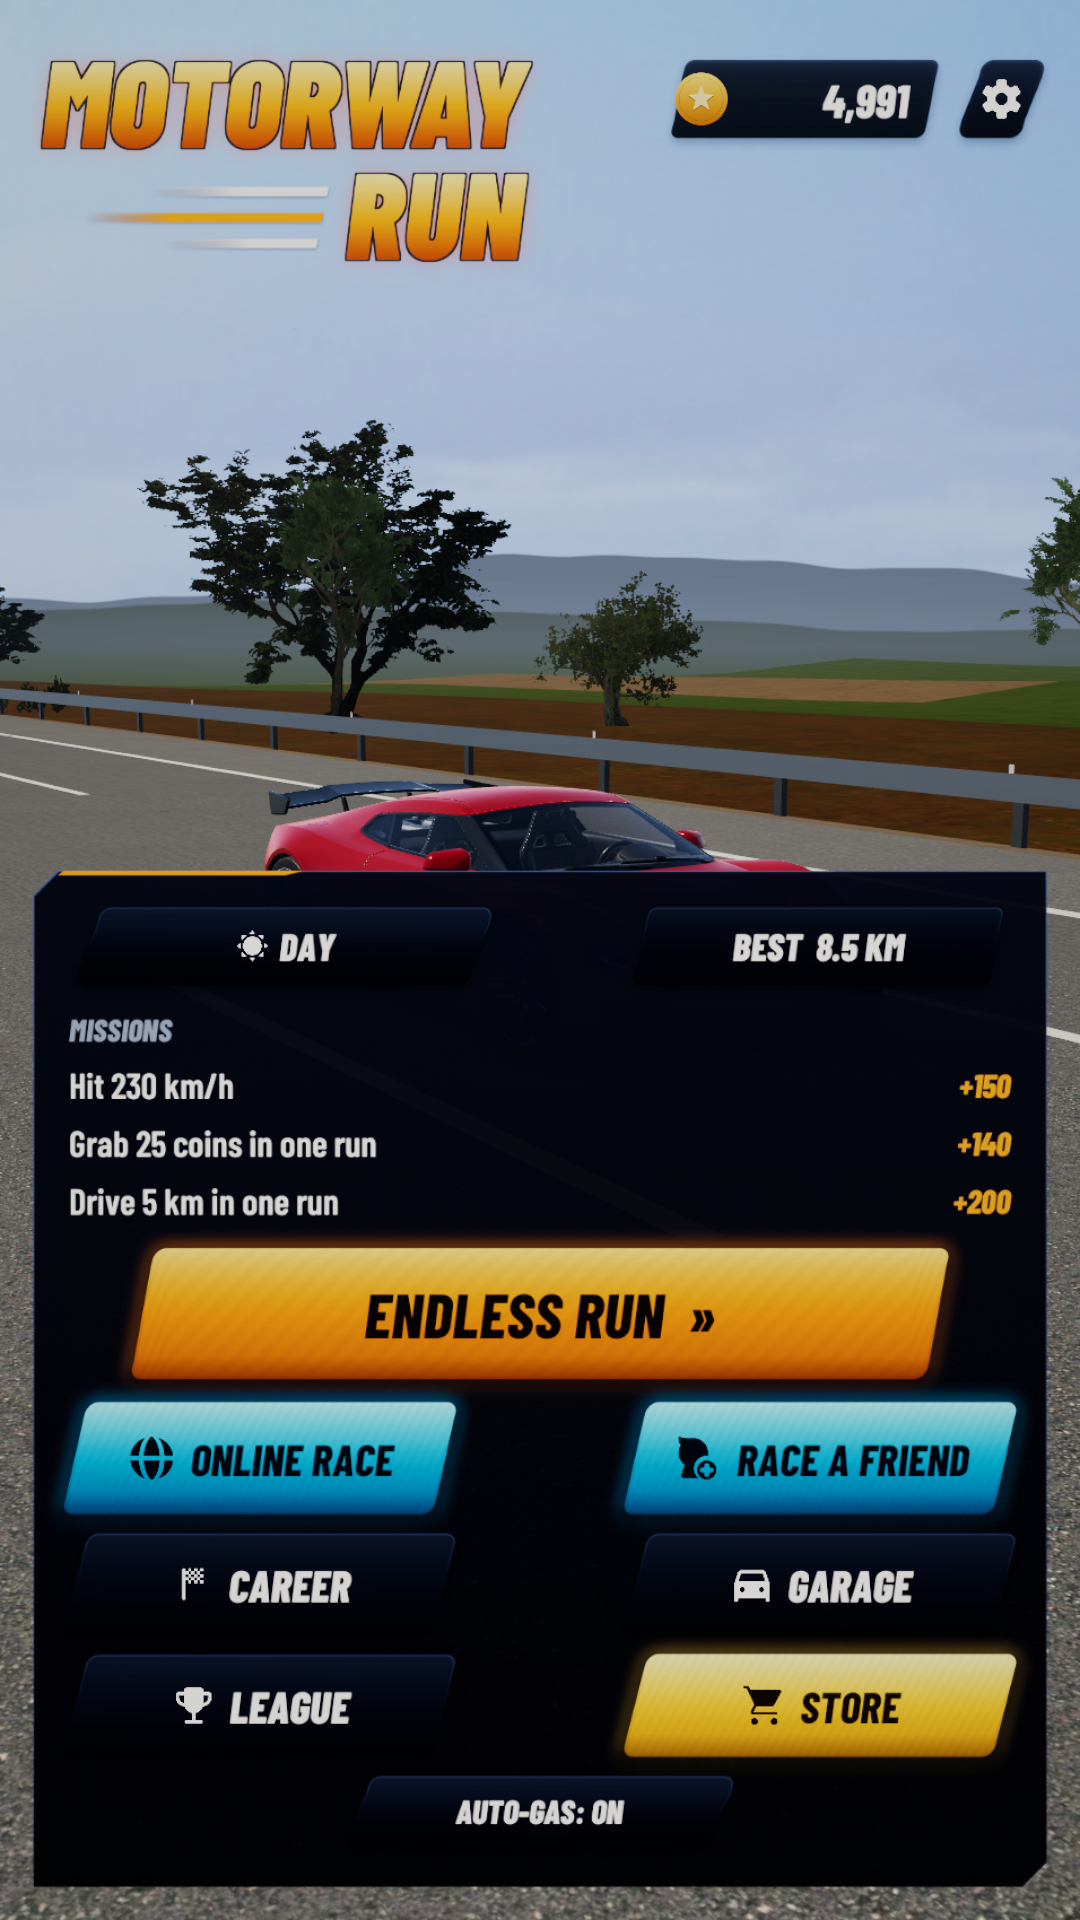 MOTORWAY
RUN
4,991
DAY
BEST 8.5 KM
MISSIONS
Hit 230 km/h +150
Grab 25 coins in one run +140
Drive 5 km in one run +200
ENDLESS RUN »
ONLINE RACE
RACE A FRIEND
CAREER
GARAGE
LEAGUE
STORE
AUTO-GAS: ON